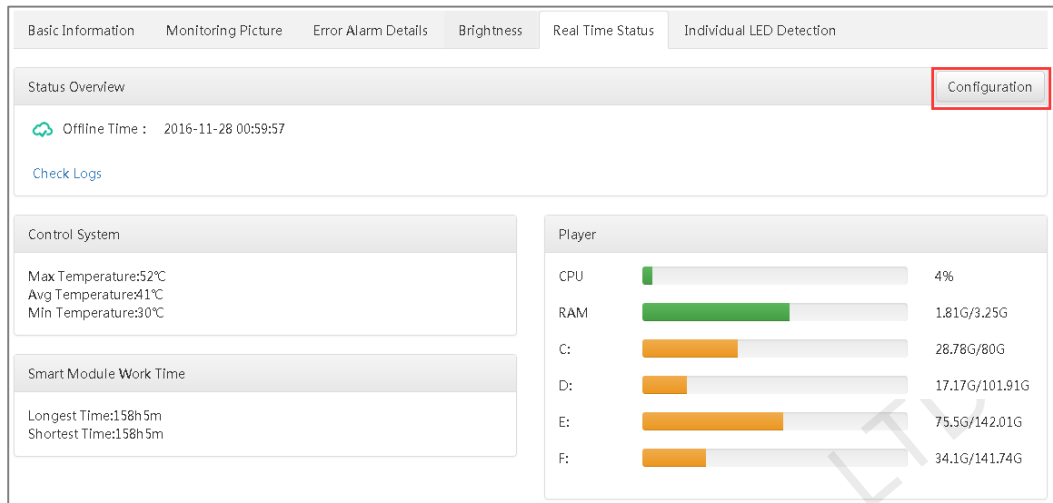 Basic Information Monitoring Picture Error Alarm Details Brightness Real Time Status Individual LED Detection
Status Overview Configuration
Offline Time : 2016-11-28 00:59:57
Check Logs
Control System
Max Temperature:52℃
Avg Temperature:41℃
Min Temperature:30℃
Smart Module Work Time
Longest Time:158h5m
Shortest Time:158h5m
Player
CPU 4%
RAM 1.81G/3.25G
C: 28.78G/80G
D: 17.17G/101.91G
E: 75.5G/142.01G
F: 34.1G/141.74G
LTD